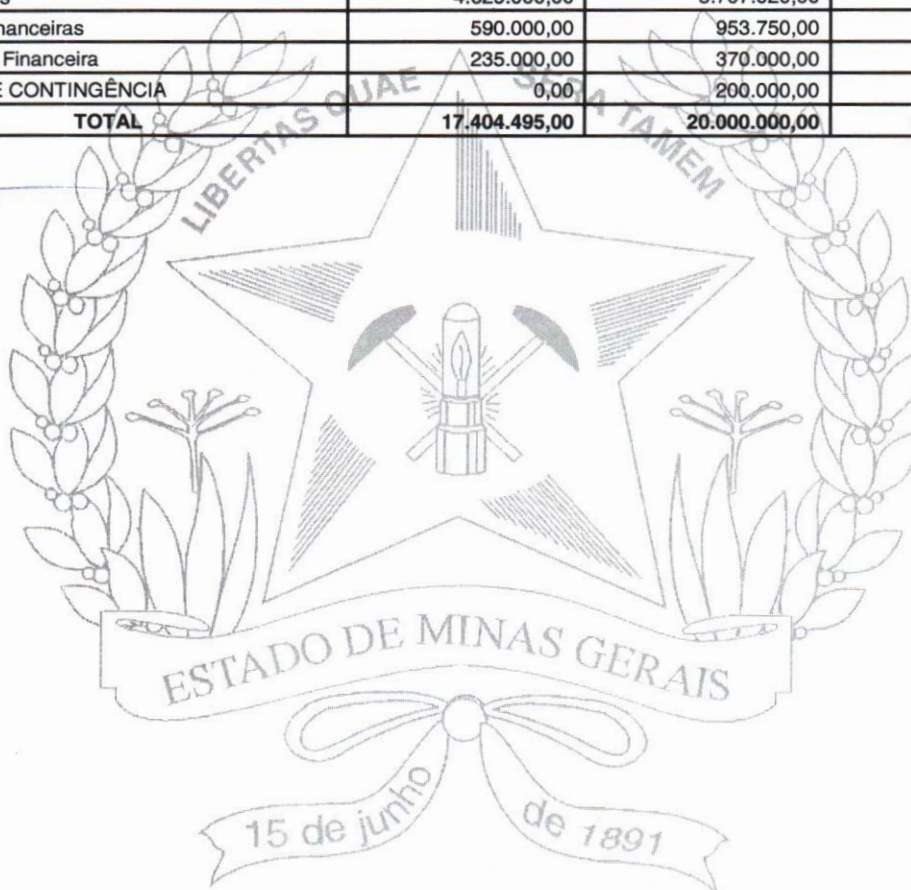 nanceiras 590.000,00 953.750,00
Financeira 235.000,00 370.000,00
E CONTINGÊNCIA 0,00 200.000,00
TOTAL 17.404.495,00 20.000.000,00
LIBERTAS QUAE SERA TAMEM
ESTADO DE MINAS GERAIS
15 de junho de 1891